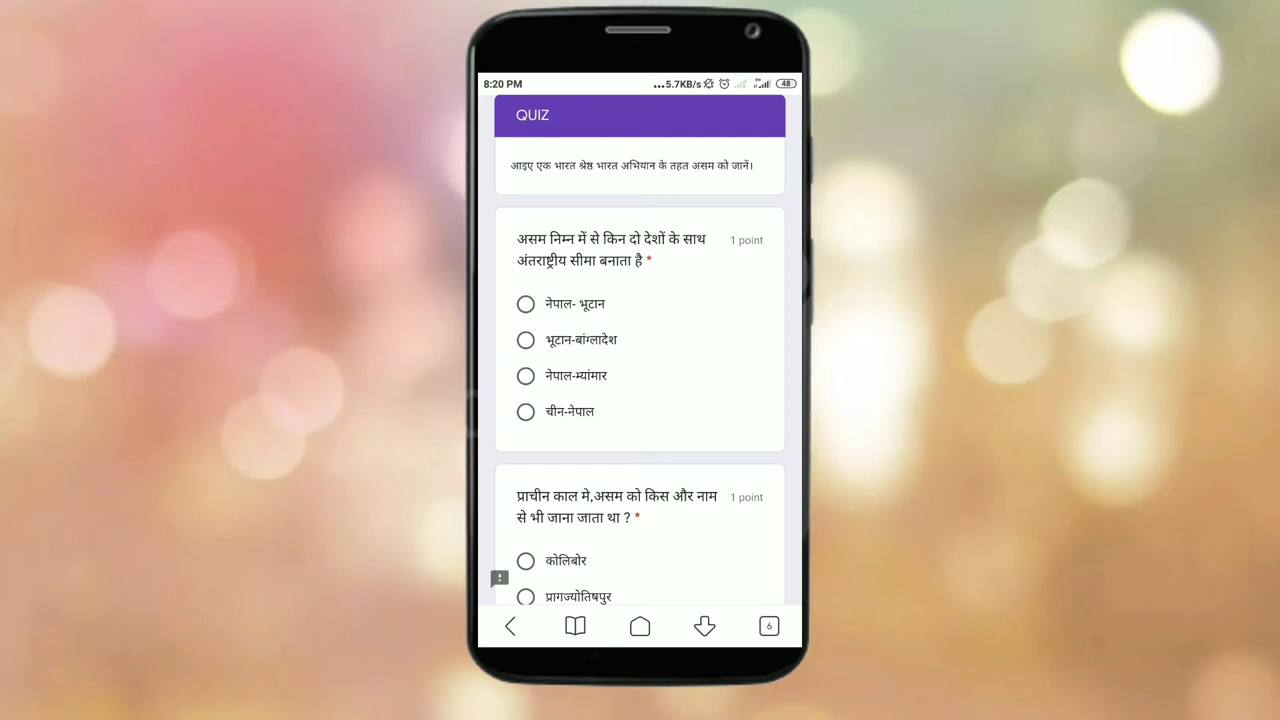 8:20 PM ...5.7KB/s 48
QUIZ
आइए एक भारत श्रेष्ठ भारत अभियान के तहत असम को जानें।
असम निम्न में से किन दो देशों के साथ 1 point
अंतराष्ट्रीय सीमा बनाता है *
नेपाल- भूटान
भूटान-बांग्लादेश
नेपाल-म्यांमार
चीन-नेपाल
प्राचीन काल मे,असम को किस और नाम 1 point
से भी जाना जाता था ? *
कोलिबोर
प्रागज्योतिषपुर
6